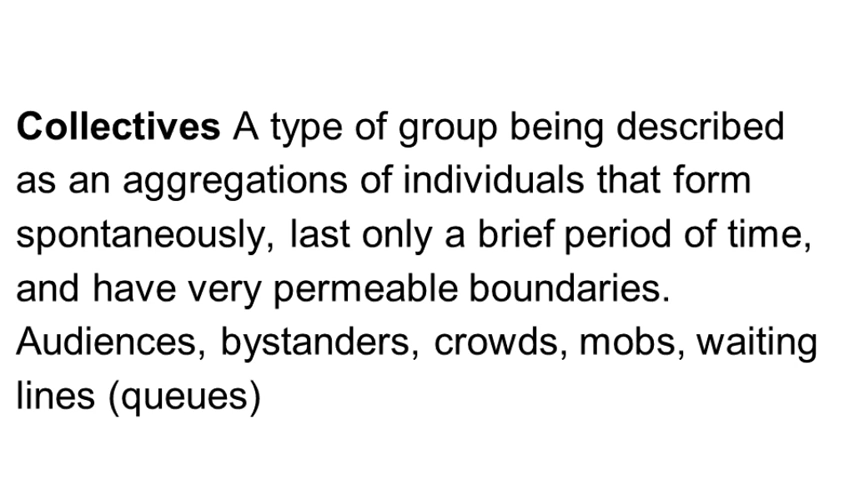 Collectives A type of group being described
as an aggregations of individuals that form
spontaneously, last only a brief period of time,
and have very permeable boundaries.
Audiences, bystanders, crowds, mobs, waiting
lines (queues)